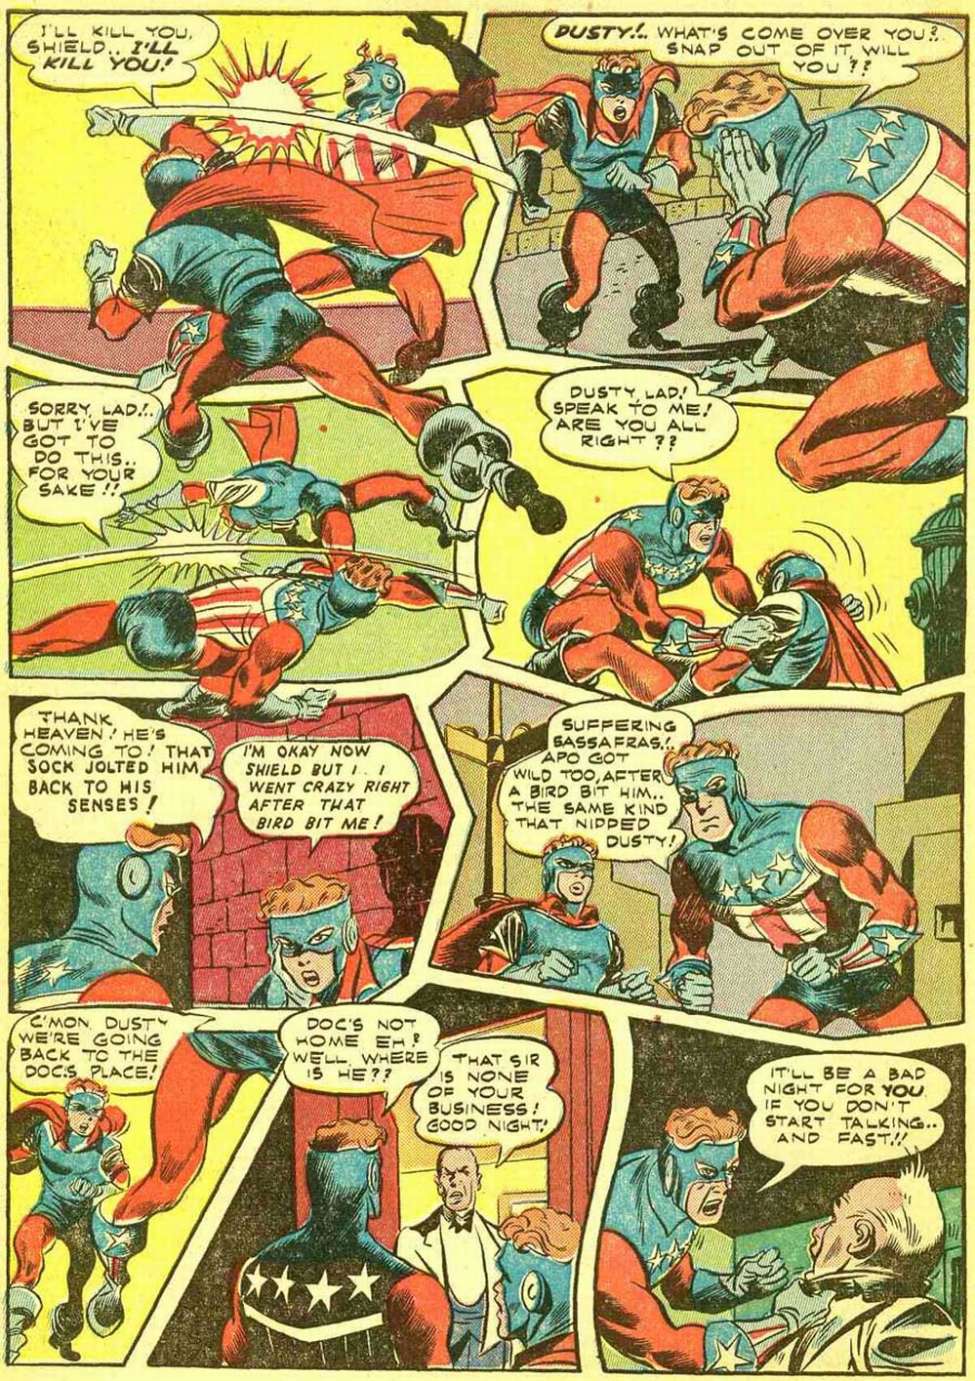 I'LL KILL YOU,
SHIELD.. I'LL
KILL YOU!
DUSTY!.. WHAT'S COME OVER YOU?
SNAP OUT OF IT, WILL
YOU??
SORRY, LAD!..
BUT I'VE
GOT TO
DO THIS..
FOR YOUR
SAKE!!
DUSTY, LAD!
SPEAK TO ME!
ARE YOU ALL
RIGHT??
THANK
HEAVEN! HE'S
COMING TO! THAT
SOCK JOLTED HIM
BACK TO HIS
SENSES!
I'M OKAY NOW
SHIELD BUT I.. I
WENT CRAZY RIGHT
AFTER THAT
BIRD BIT ME!
SUFFERING
SASSAFRAS!.
APO GOT
WILD TOO, AFTER
A BIRD BIT HIM..
THE SAME KIND
THAT NIPPED
DUSTY!
C'MON, DUSTY
WE'RE GOING
BACK TO THE
DOC'S PLACE!
DOC'S NOT
HOME EH?
WELL, WHERE
IS HE??
THAT SIR
IS NONE
OF YOUR
BUSINESS!
GOOD NIGHT!
IT'LL BE A BAD
NIGHT FOR YOU
IF YOU DON'T
START TALKING..
AND FAST!!